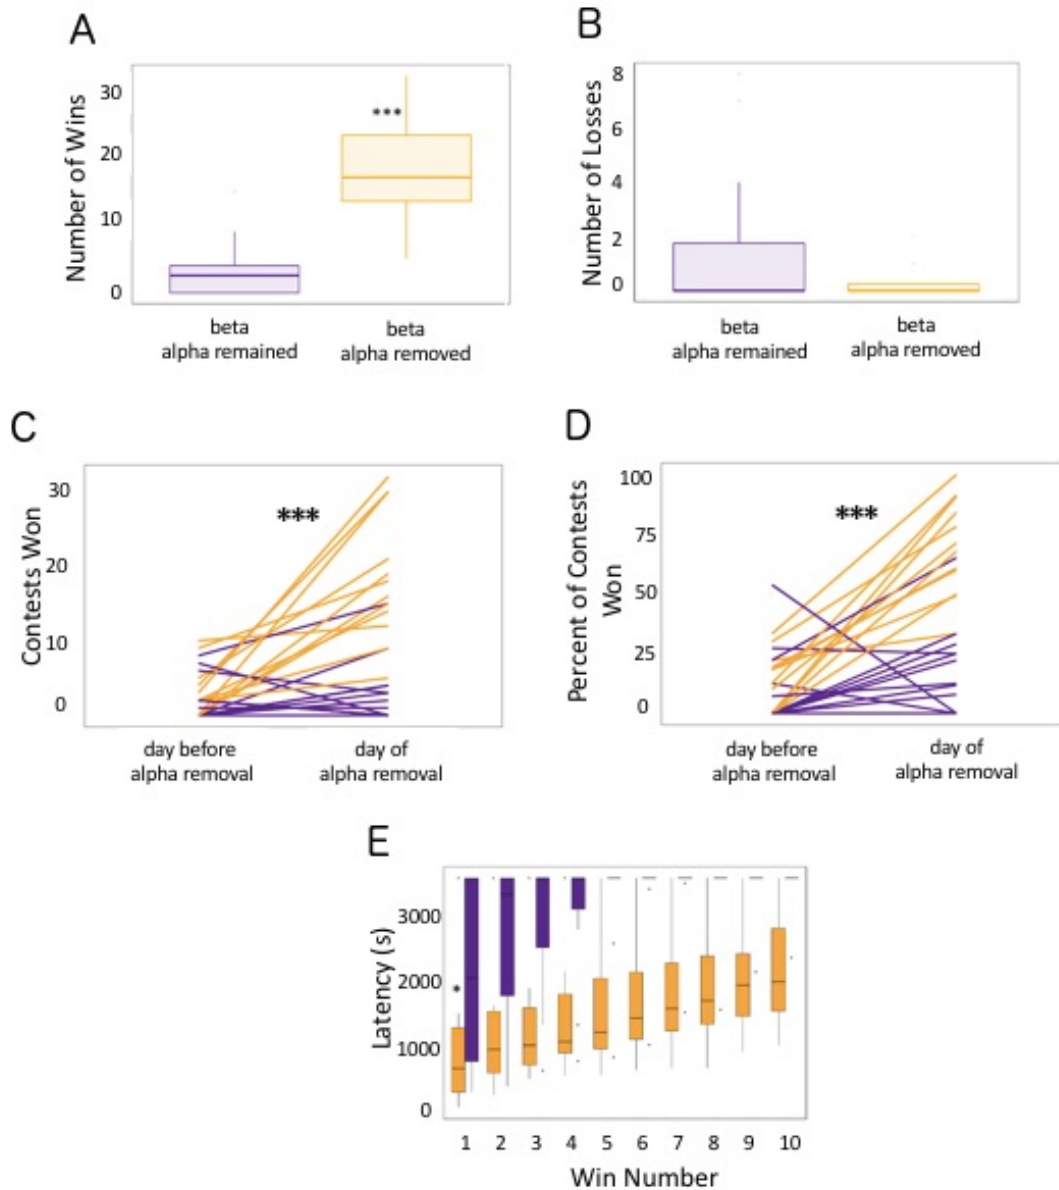 A
B
Number of Wins
30
20
10
0
***
beta
alpha remained
beta
alpha removed
Number of Losses
8
6
4
2
0
beta
alpha remained
beta
alpha removed
C
D
Contests Won
30
20
10
0
***
day before
alpha removal
day of
alpha removal
Percent of Contests
Won
100
75
50
25
0
***
day before
alpha removal
day of
alpha removal
E
Latency (s)
3000
2000
1000
0
*
1 2 3 4 5 6 7 8 9 10
Win Number